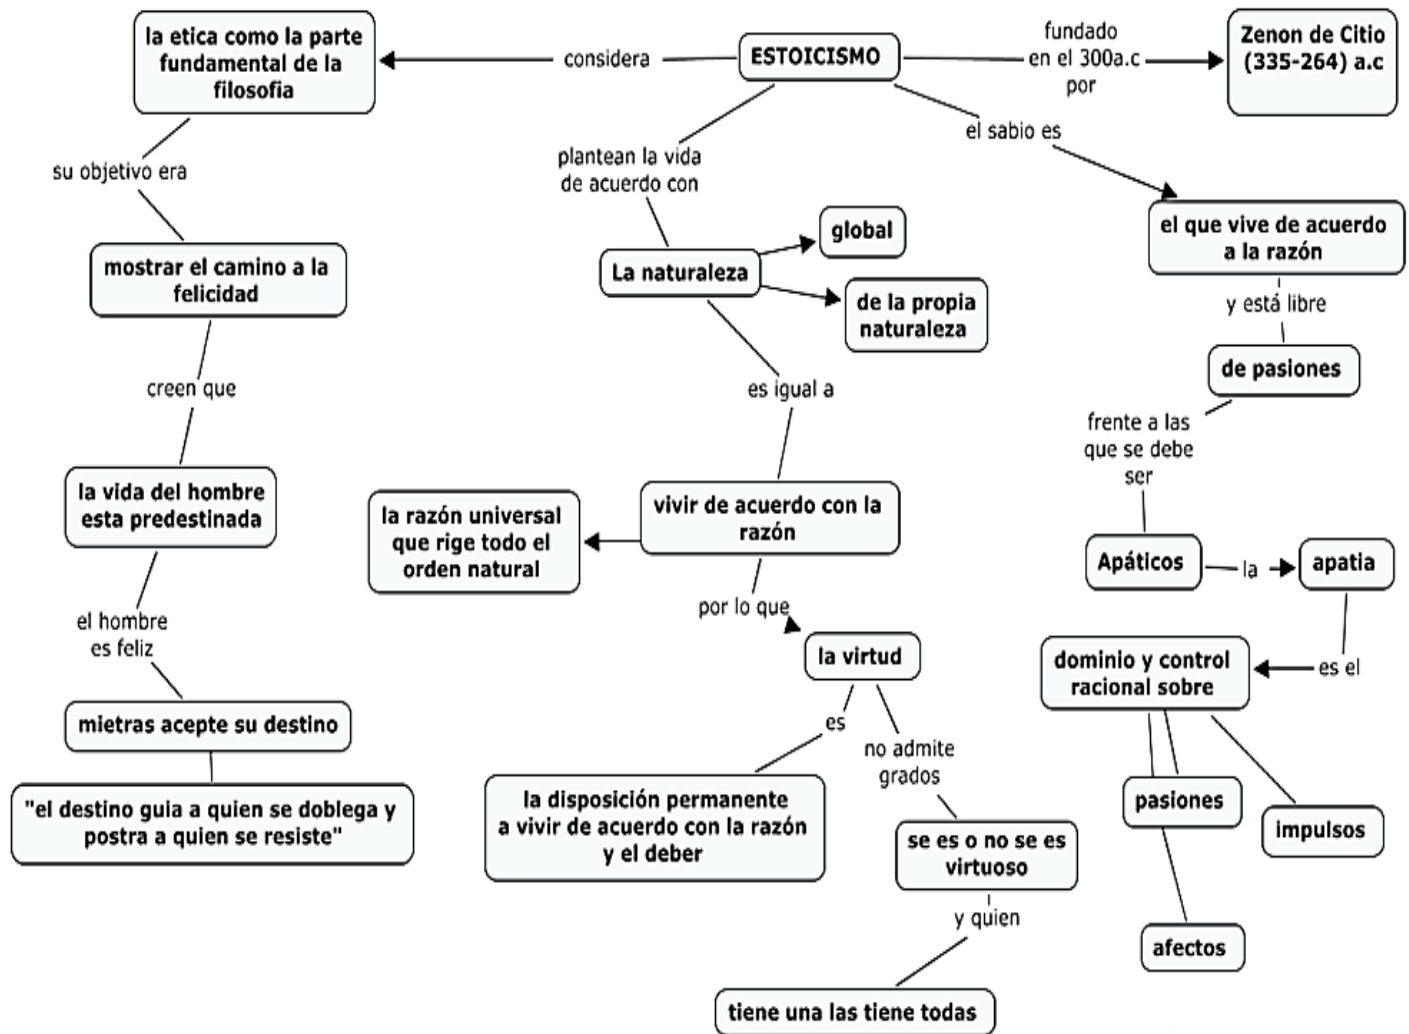 ESTOICISMO
considera
la etica como la parte
fundamental de la
filosofia
su objetivo era
mostrar el camino a la
felicidad
creen que
la vida del hombre
esta predestinada
el hombre
es feliz
mietras acepte su destino
"el destino guia a quien se doblega y
postra a quien se resiste"
plantean la vida
de acuerdo con
La naturaleza
global
de la propia
naturaleza
es igual a
vivir de acuerdo con la
razón
la razón universal
que rige todo el
orden natural
por lo que
la virtud
es
la disposición permanente
a vivir de acuerdo con la razón
y el deber
no admite
grados
se es o no se es
virtuoso
y quien
tiene una las tiene todas
fundado
en el 300a.c
por
Zenon de Citio
(335-264) a.c
el sabio es
el que vive de acuerdo
a la razón
y está libre
de pasiones
frente a las
que se debe
ser
Apáticos
la
apatia
es el
dominio y control
racional sobre
pasiones
impulsos
afectos